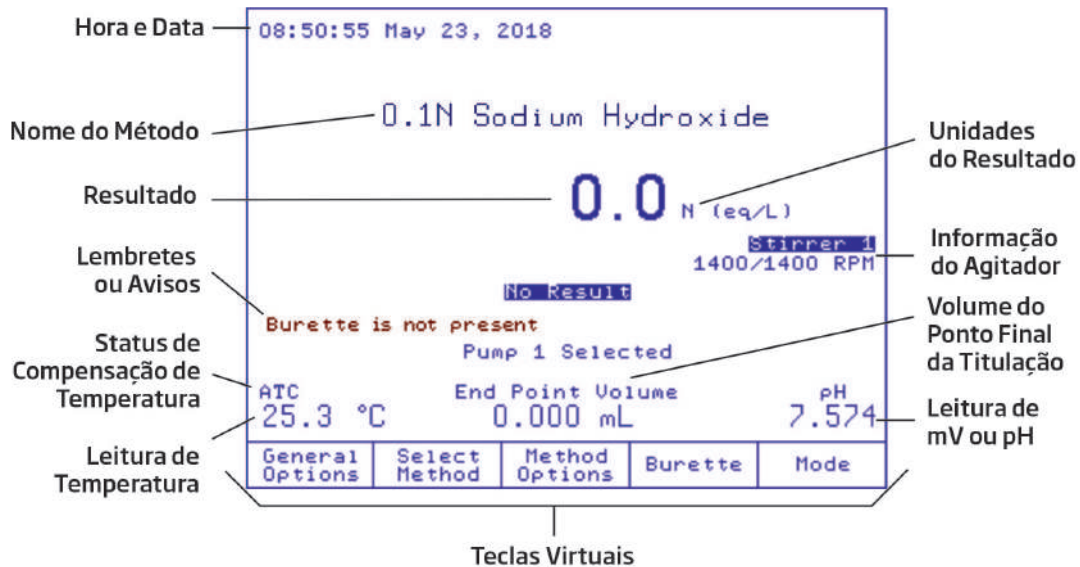 Hora e Data
08:50:55 May 23, 2018
Nome do Método
0.1N Sodium Hydroxide
Unidades
do Resultado
Resultado
0.0 N (eq/L)
Stirrer 1
1400/1400 RPM
Informação
do Agitador
Lembretes
ou Avisos
No Result
Burette is not present
Pump 1 Selected
Volume do
Ponto Final
da Titulação
Status de
Compensação de
Temperatura
ATC
End Point Volume
pH
25.3 °C
0.000 mL
7.574
Leitura de
mV ou pH
Leitura de
Temperatura
General
Options
Select
Method
Method
Options
Burette
Mode
Teclas Virtuais